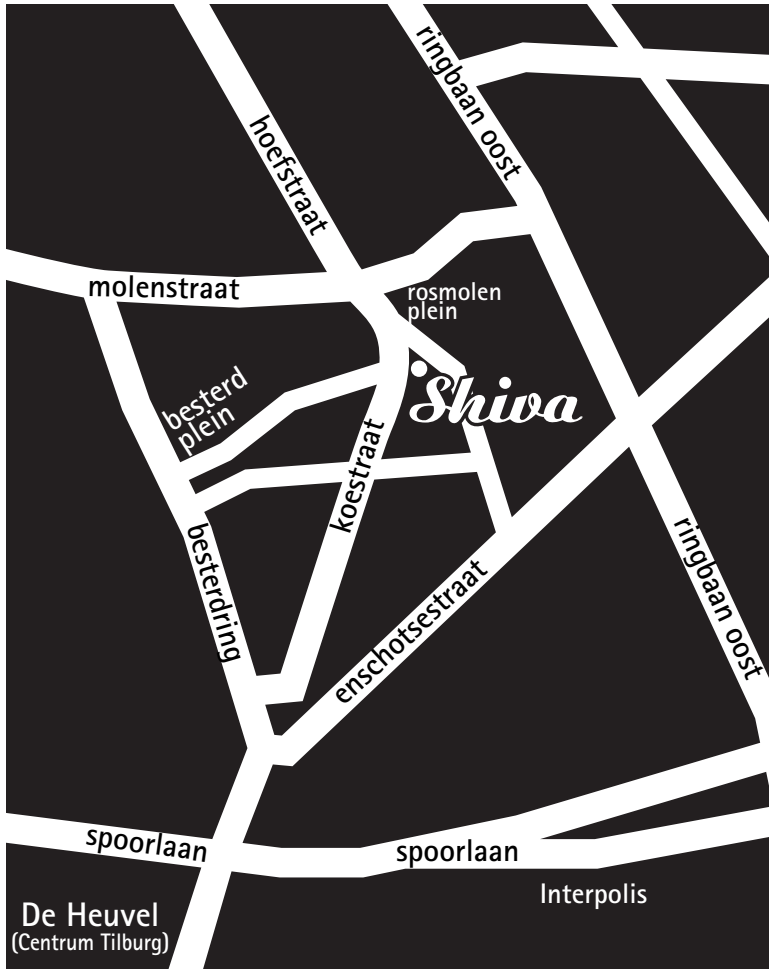 ringbaan oost
hoefstraat
molenstraat
rosmolen
plein
besterd
plein
Shiva
koestraat
besterdring
enschotsestraat
ringbaan oost
spoorlaan
spoorlaan
Interpolis
De Heuvel
(Centrum Tilburg)